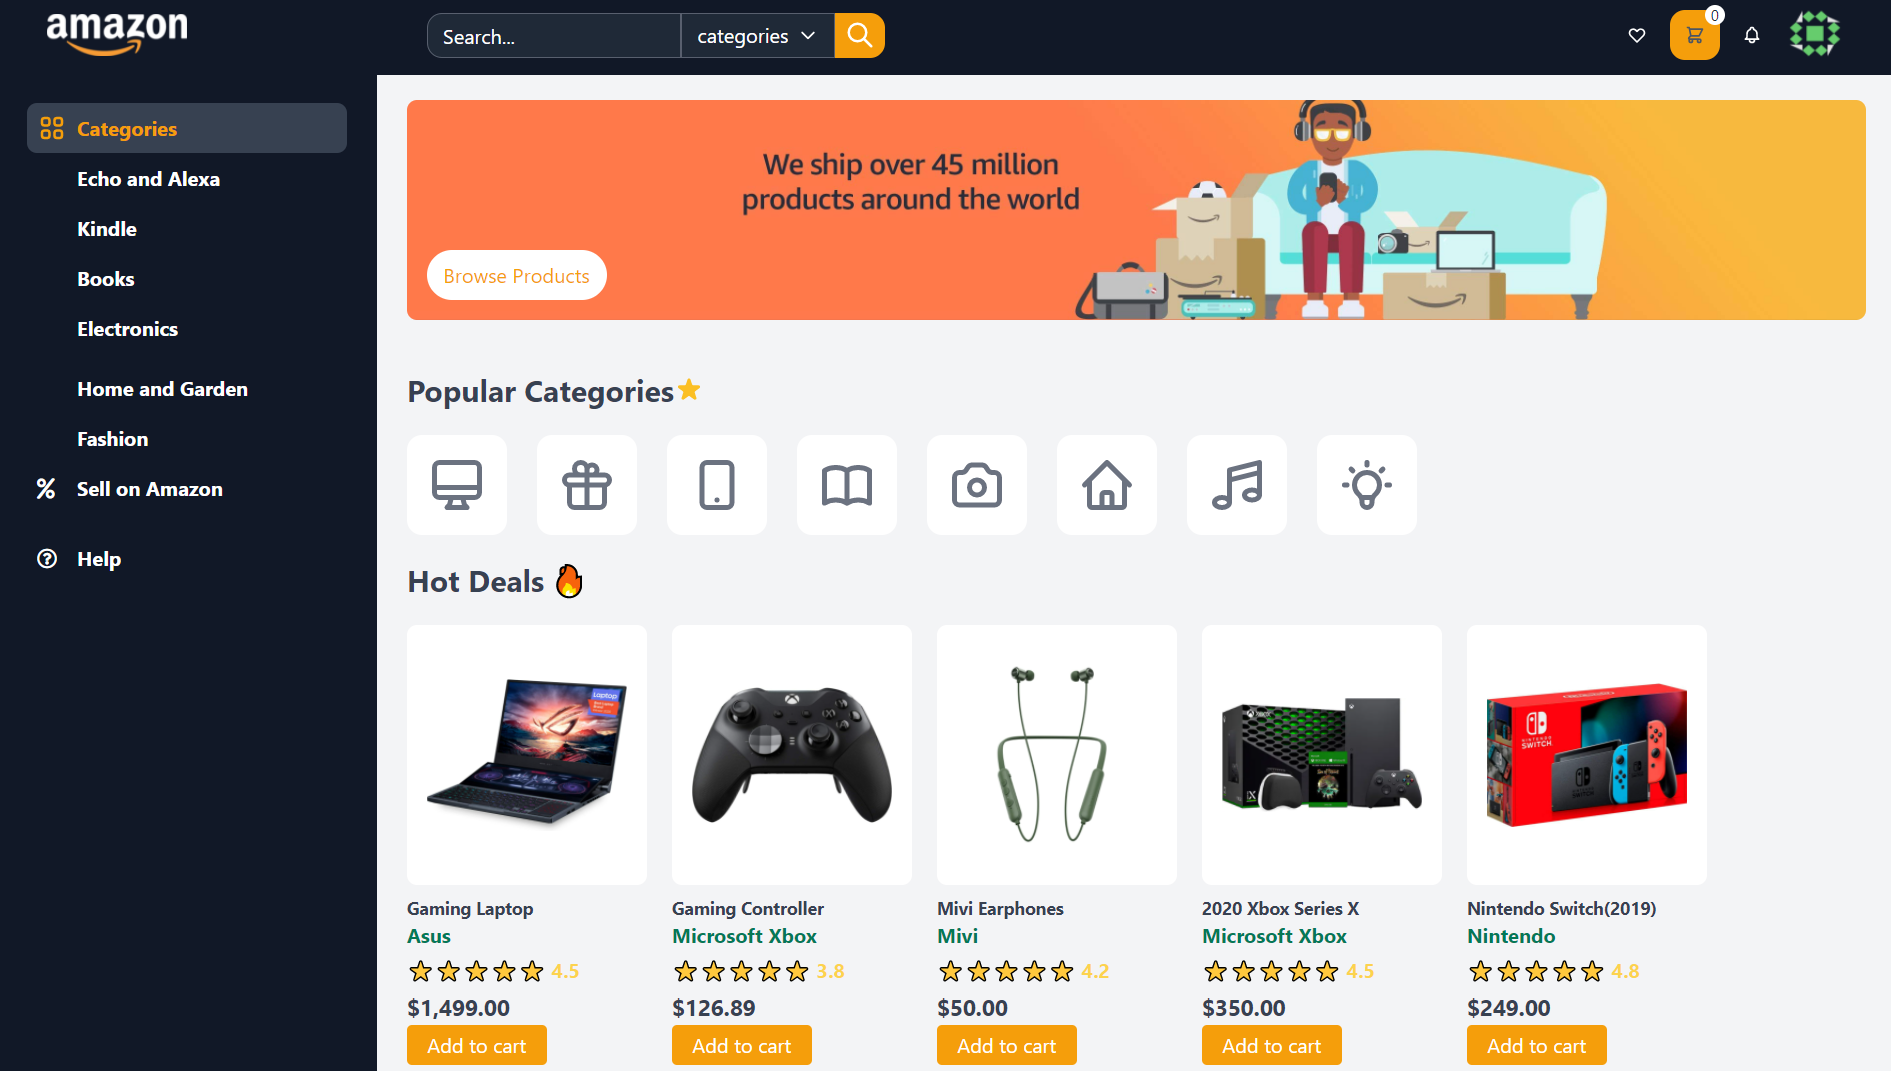 amazon
Search...
categories
0
Categories
Echo and Alexa
Kindle
Books
Electronics
Home and Garden
Fashion
Sell on Amazon
Help
We ship over 45 million
products around the world
Browse Products
Popular Categories
Hot Deals
Laptop
XBOX
NINTENDO
SWITCH
Gaming Laptop
Asus
4.5
$1,499.00
Add to cart
Gaming Controller
Microsoft Xbox
3.8
$126.89
Add to cart
Mivi Earphones
Mivi
4.2
$50.00
Add to cart
2020 Xbox Series X
Microsoft Xbox
4.5
$350.00
Add to cart
Nintendo Switch(2019)
Nintendo
4.8
$249.00
Add to cart